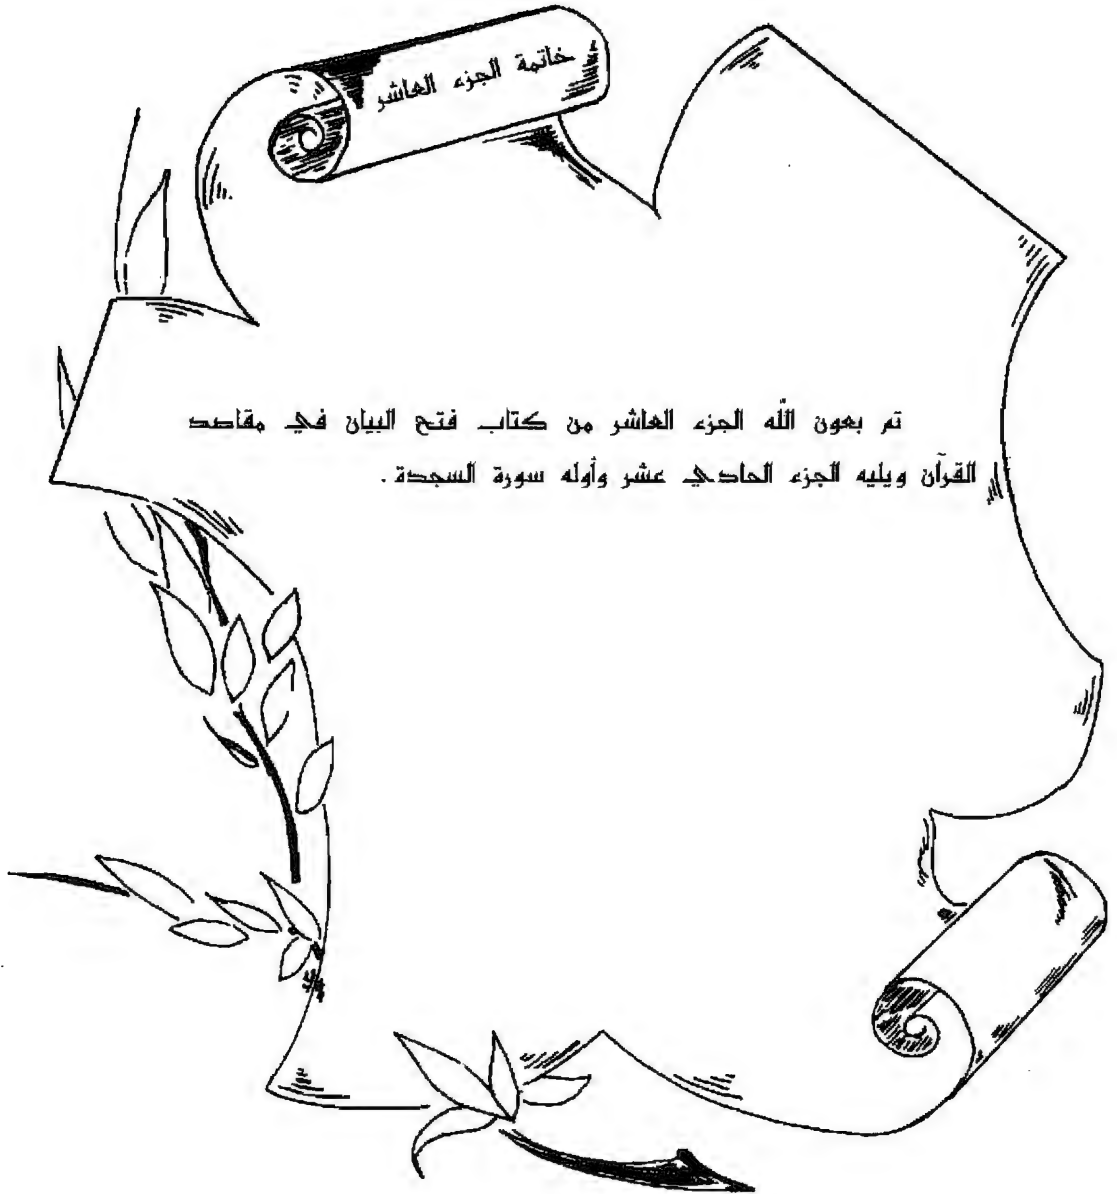 خاتمة الجزء العاشر
تم بعون اللّه الجزء العاشر من كتاب فتح البيان في مقاصد
القرآن ويليه الجزء الحادي عشر وأوله سورة السجدة .